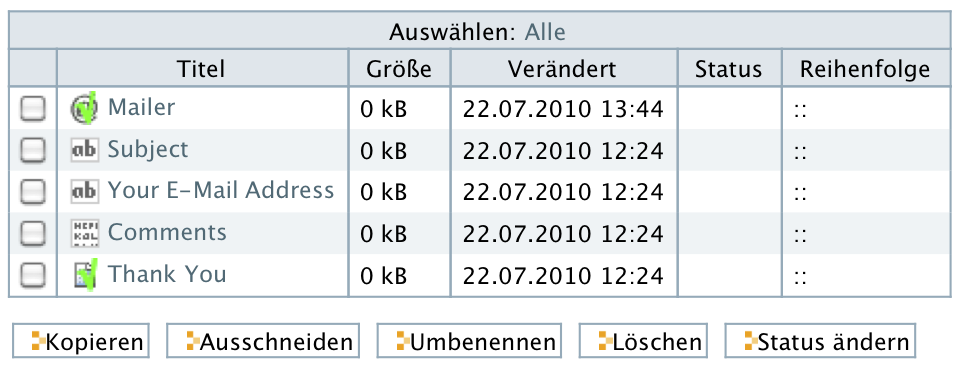 Auswählen: Alle
Titel Größe Verändert Status Reihenfolge
Mailer 0 kB 22.07.2010 13:44 ::
ab Subject 0 kB 22.07.2010 12:24 ::
ab Your E-Mail Address 0 kB 22.07.2010 12:24 ::
Comments 0 kB 22.07.2010 12:24 ::
Thank You 0 kB 22.07.2010 12:24 ::
Kopieren Ausschneiden Umbenennen Löschen Status ändern